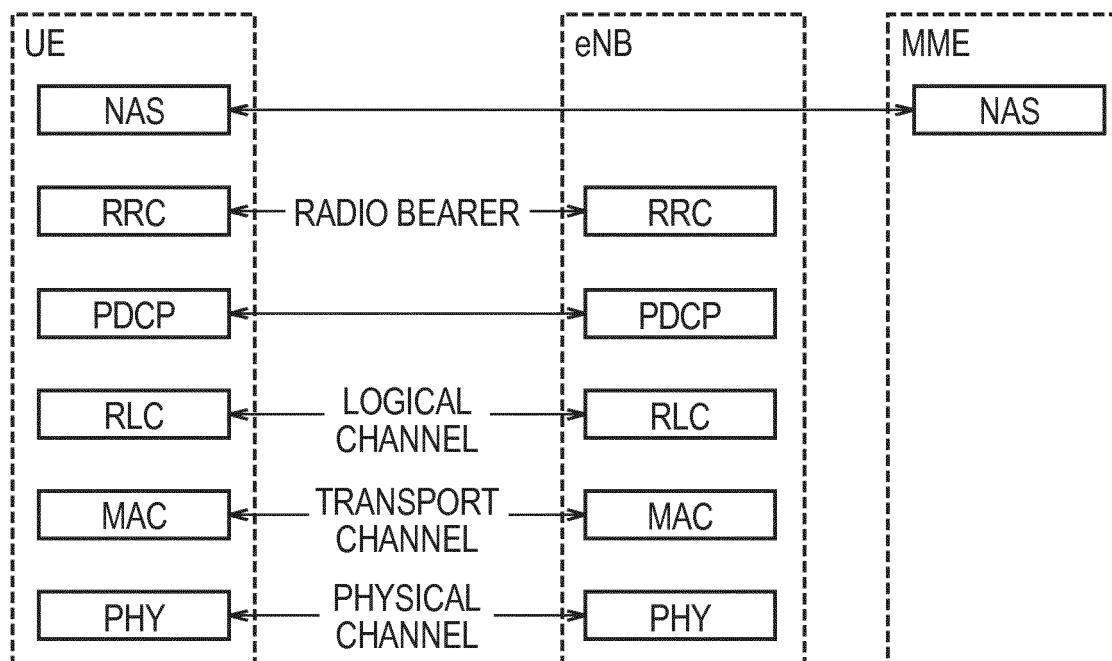 UE
eNB
MME
NAS
NAS
RRC
RADIO BEARER
RRC
PDCP
PDCP
RLC
LOGICAL
CHANNEL
RLC
MAC
TRANSPORT
CHANNEL
MAC
PHY
PHYSICAL
CHANNEL
PHY